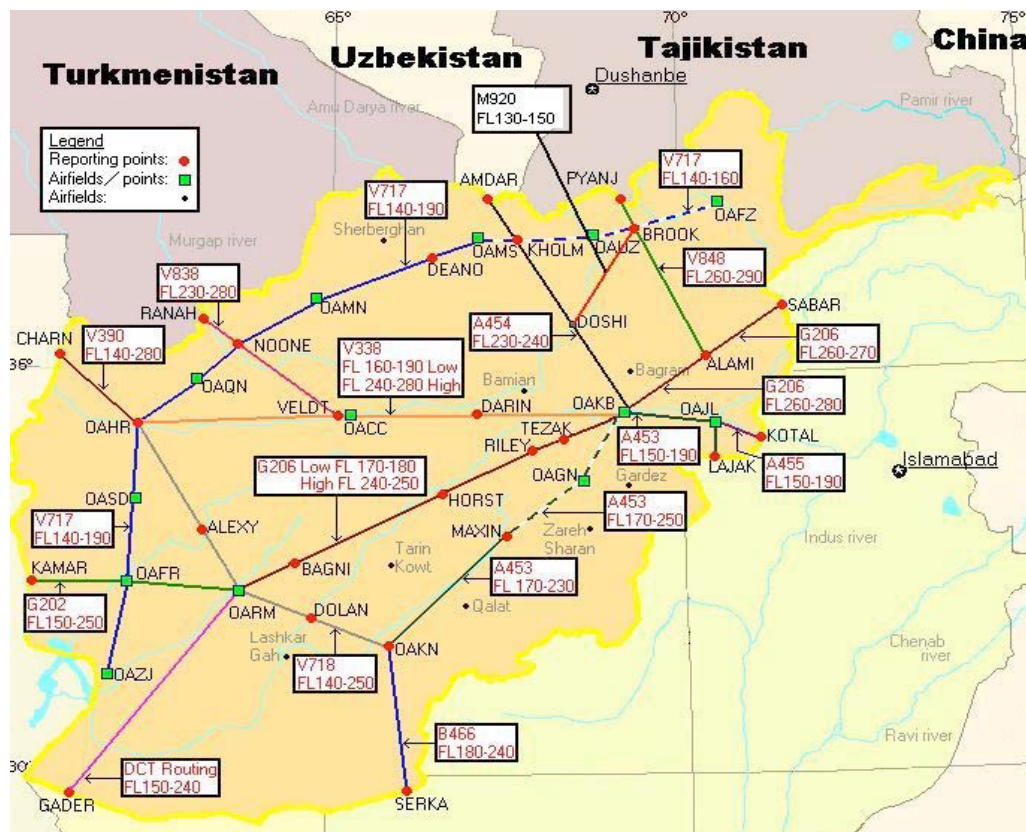 65°
70°
75°
Turkmenistan
Uzbekistan
Tajikistan
China
Dushanbe
M920
FL130-150
Amu Darya river
Pamir river
Legend
Reporting points:
Airfields/points:
Airfields:
AMDAR
PYANJ
V717
FL140-160
V717
FL140-190
OAFZ
Sherberghan
Murgap river
BROOK
OAUZ
OAMS
KHOLM
DEANO
V838
FL230-280
V848
FL260-290
RANAH
OAMN
SABAR
CHARN
V390
FL140-280
A454
FL230-240
DOSHI
G206
FL260-270
NOONE
V338
FL 160-190 Low
FL 240-280 High
ALAMI
Bagram
OAQN
Bamian
G206
FL260-280
VELDT
OACC
DARIN
OAKB
OAJL
OAHR
TEZAK
RILEY
A453
FL150-190
KOTAL
LAJAK
Islamabad
G206 Low FL 170-180
High FL 240-250
OAGN
Gardez
A455
FL150-190
OASD
HORST
A453
FL170-250
V717
FL140-190
ALEXY
MAXIN
Zareh
Sharan
Indus river
KAMAR
OAFR
BAGNI
Tarin
Kowt
A453
FL 170-230
G202
FL150-250
OARM
DOLAN
Qalat
Lashkar
Gah
OAKN
Chenab
river
OAZJ
V718
FL140-250
B466
FL180-240
Ravi river
DCT Routing
FL150-240
GADER
SERKA